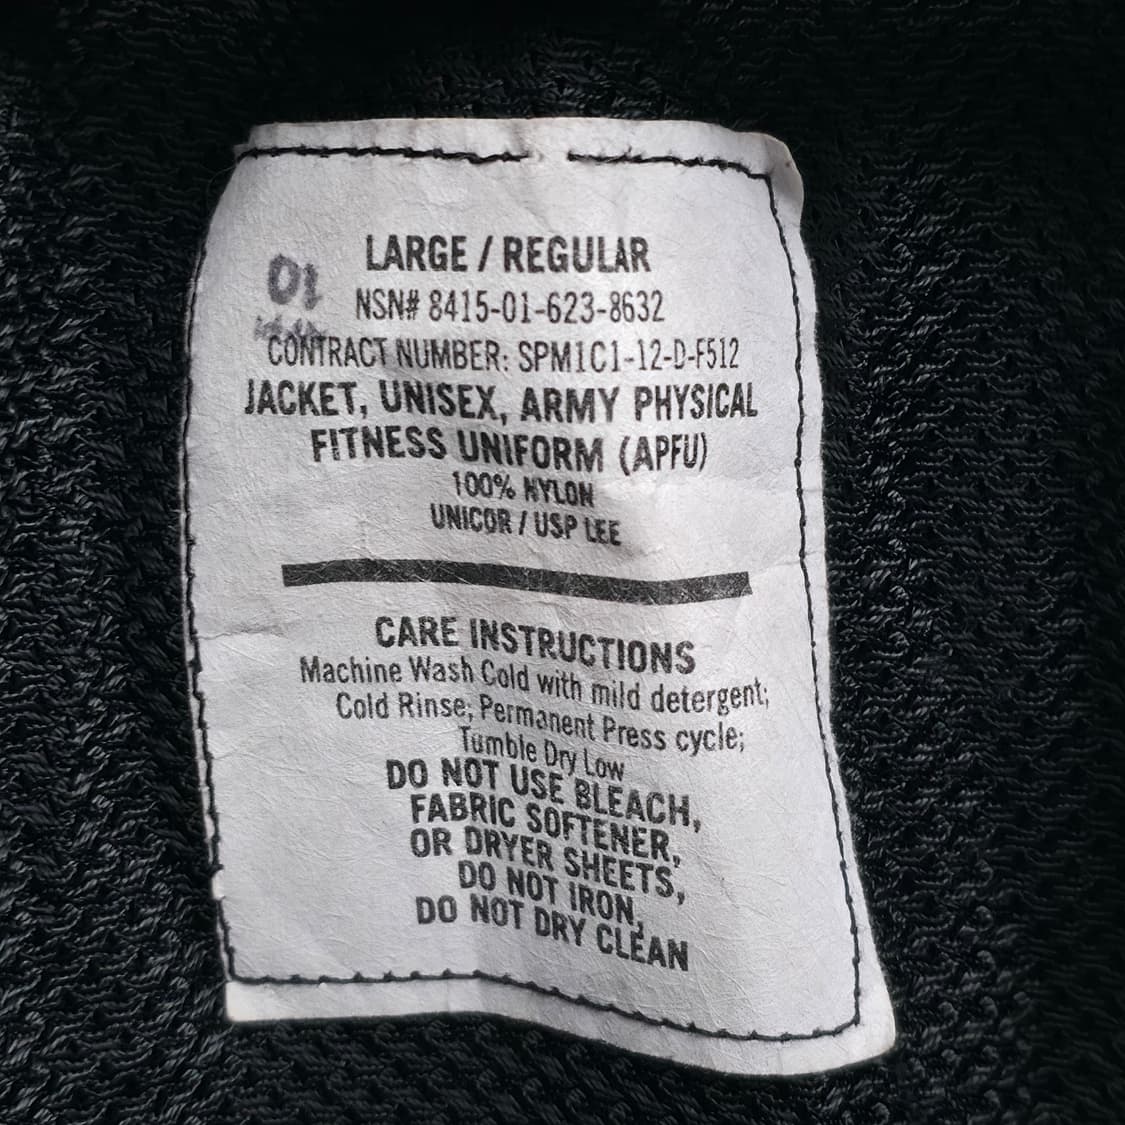 LARGE / REGULAR
01
NSN# 8415-01-623-8632
CONTRACT NUMBER: SPM1C1-12-D-F512
JACKET, UNISEX, ARMY PHYSICAL
FITNESS UNIFORM (APFU)
100% NYLON
UNICOR / USP LEE
CARE INSTRUCTIONS
Machine Wash Cold with mild detergent;
Cold Rinse; Permanent Press cycle;
Tumble Dry Low
DO NOT USE BLEACH,
FABRIC SOFTENER,
OR DRYER SHEETS,
DO NOT IRON,
DO NOT DRY CLEAN